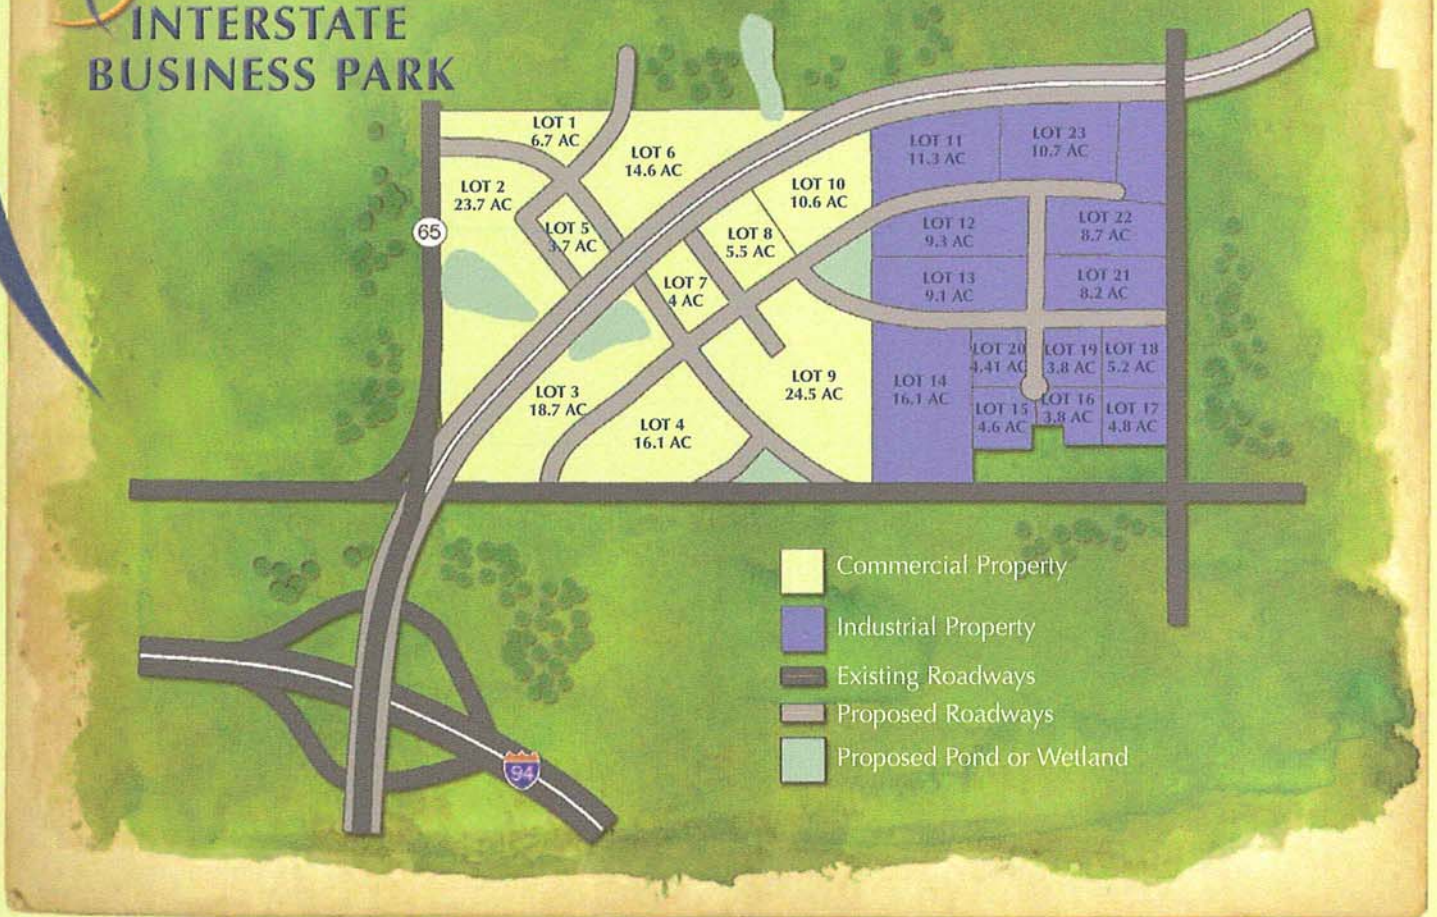 INTERSTATE
BUSINESS PARK
LOT 1
6.7 AC
LOT 6
14.6 AC
LOT 2
23.7 AC
LOT 10
10.6 AC
LOT 11
11.3 AC
LOT 23
10.7 AC
65
LOT 5
3.7 AC
LOT 8
5.5 AC
LOT 12
9.3 AC
LOT 22
8.7 AC
LOT 7
4 AC
LOT 13
9.1 AC
LOT 21
8.2 AC
LOT 3
18.7 AC
LOT 9
24.5 AC
LOT 14
16.1 AC
LOT 20
4.41 AC
LOT 19
3.8 AC
LOT 18
5.2 AC
LOT 4
16.1 AC
LOT 15
4.6 AC
LOT 16
3.8 AC
LOT 17
4.8 AC
Commercial Property
Industrial Property
Existing Roadways
Proposed Roadways
Proposed Pond or Wetland
94